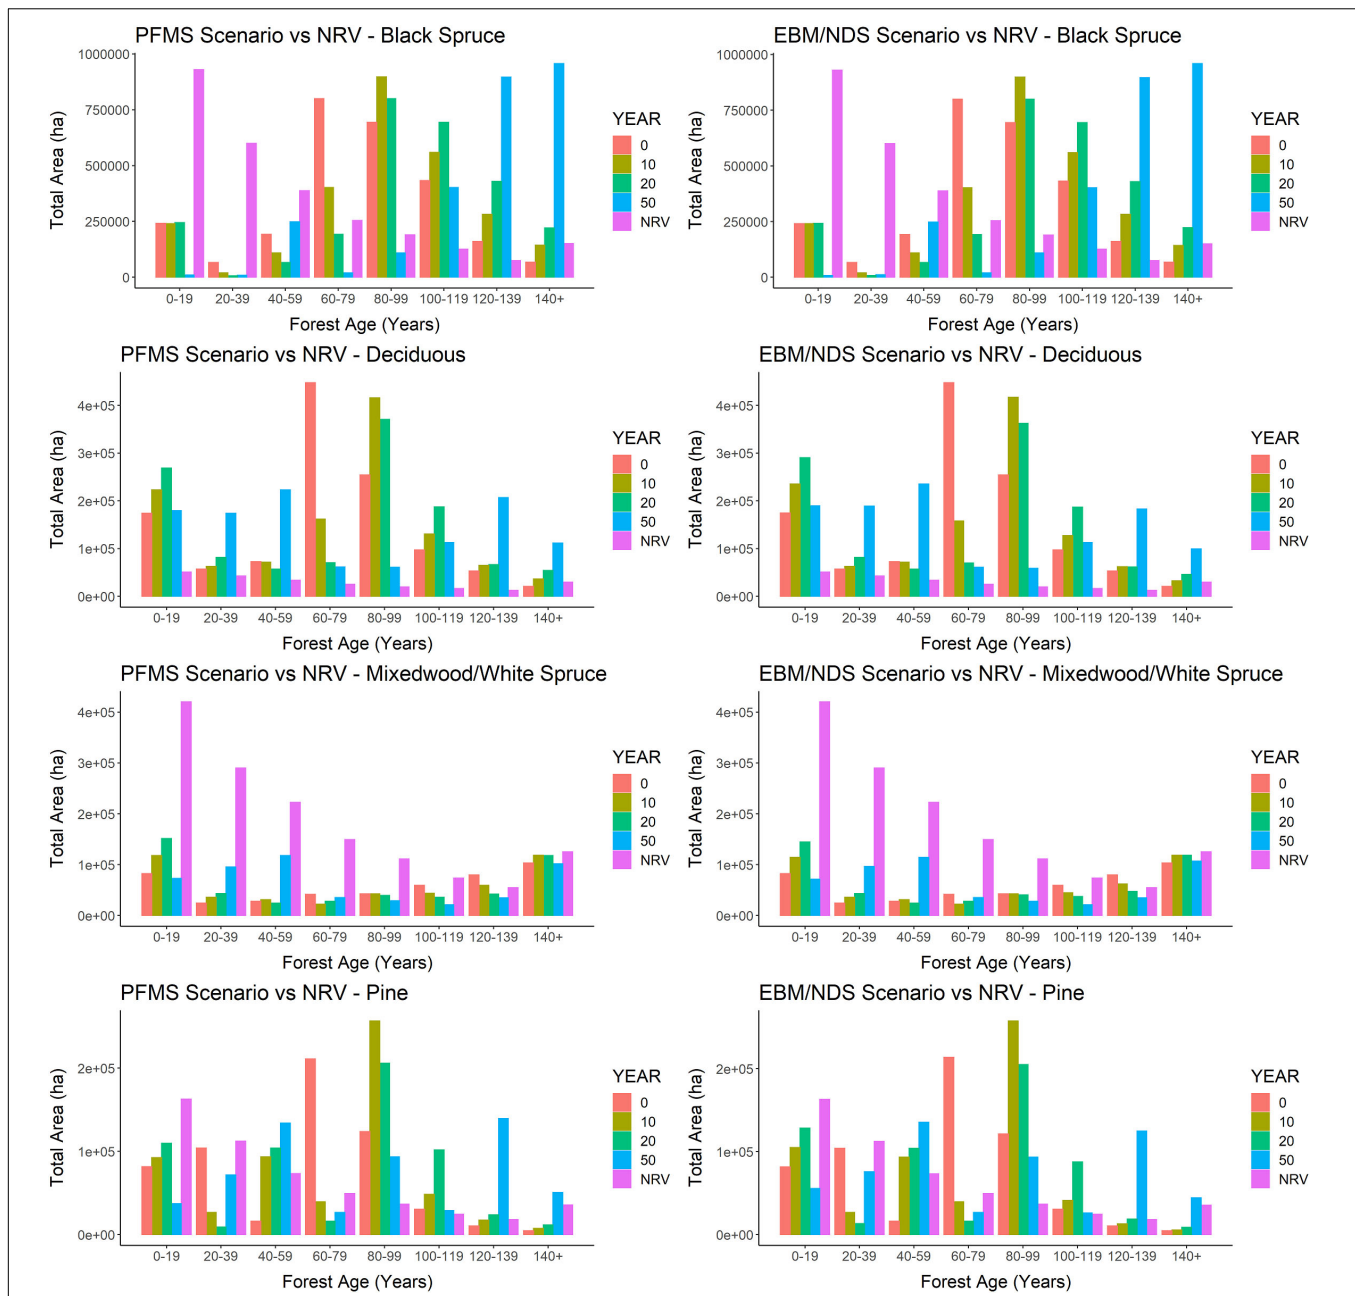 PFMS Scenario vs NRV - Black Spruce
Total Area (ha)
1000000
750000
500000
250000
0
0-19 20-39 40-59 60-79 80-99 100-119 120-139 140+
Forest Age (Years)
YEAR
0
10
20
50
NRV
EBM/NDS Scenario vs NRV - Black Spruce
Total Area (ha)
1000000
750000
500000
250000
0
0-19 20-39 40-59 60-79 80-99 100-119 120-139 140+
Forest Age (Years)
YEAR
0
10
20
50
NRV
PFMS Scenario vs NRV - Deciduous
Total Area (ha)
4e+05
3e+05
2e+05
1e+05
0e+00
0-19 20-39 40-59 60-79 80-99 100-119 120-139 140+
Forest Age (Years)
YEAR
0
10
20
50
NRV
EBM/NDS Scenario vs NRV - Deciduous
Total Area (ha)
4e+05
3e+05
2e+05
1e+05
0e+00
0-19 20-39 40-59 60-79 80-99 100-119 120-139 140+
Forest Age (Years)
YEAR
0
10
20
50
NRV
PFMS Scenario vs NRV - Mixedwood/White Spruce
Total Area (ha)
4e+05
3e+05
2e+05
1e+05
0e+00
0-19 20-39 40-59 60-79 80-99 100-119 120-139 140+
Forest Age (Years)
YEAR
0
10
20
50
NRV
EBM/NDS Scenario vs NRV - Mixedwood/White Spruce
Total Area (ha)
4e+05
3e+05
2e+05
1e+05
0e+00
0-19 20-39 40-59 60-79 80-99 100-119 120-139 140+
Forest Age (Years)
YEAR
0
10
20
50
NRV
PFMS Scenario vs NRV - Pine
Total Area (ha)
2e+05
1e+05
0e+00
0-19 20-39 40-59 60-79 80-99 100-119 120-139 140+
Forest Age (Years)
YEAR
0
10
20
50
NRV
EBM/NDS Scenario vs NRV - Pine
Total Area (ha)
2e+05
1e+05
0e+00
0-19 20-39 40-59 60-79 80-99 100-119 120-139 140+
Forest Age (Years)
YEAR
0
10
20
50
NRV